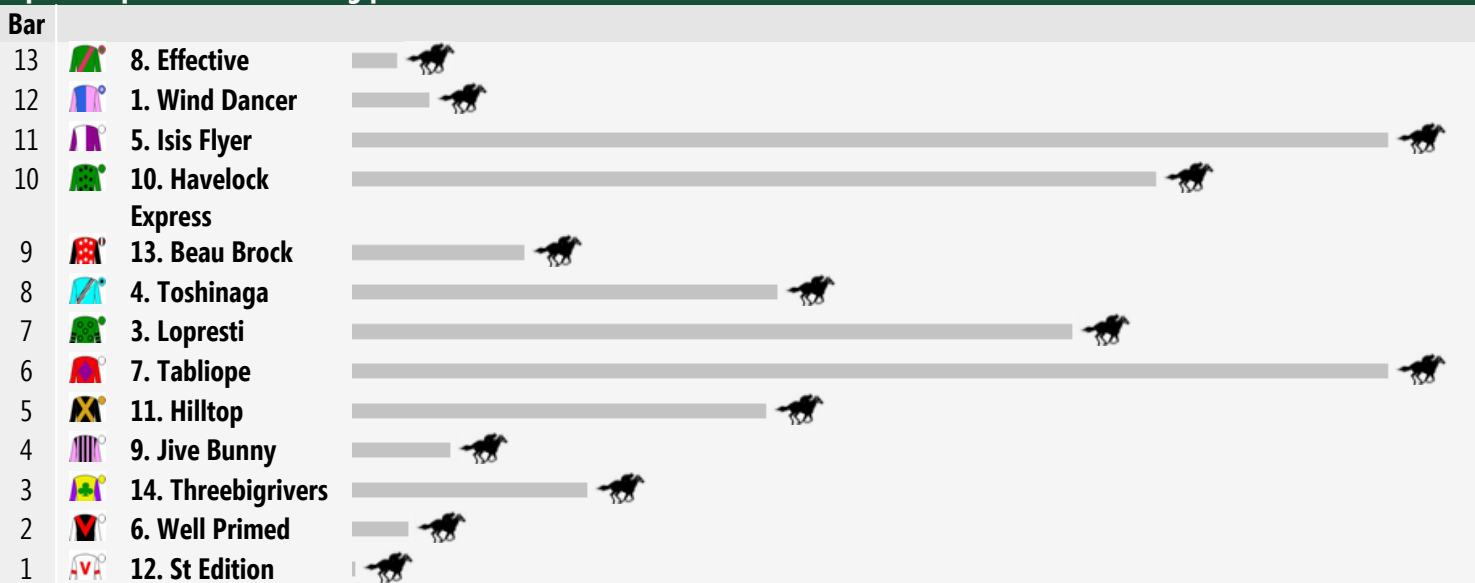 Bar
13 8. Effective
12 1. Wind Dancer
11 5. Isis Flyer
10 10. Havelock
Express
9 13. Beau Brock
8 4. Toshinaga
7 3. Lopresti
6 7. Tabliope
5 11. Hilltop
4 9. Jive Bunny
3 14. Threebigrivers
2 6. Well Primed
1 V 12. St Edition